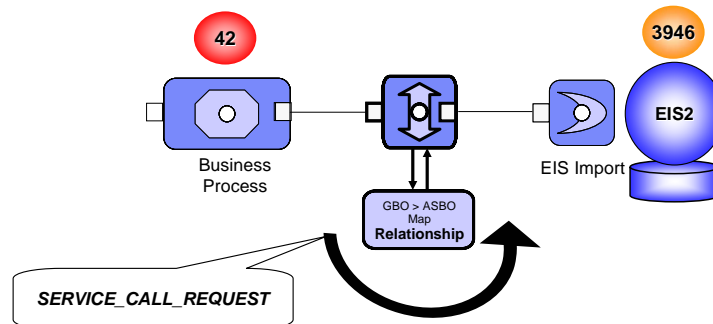 42
3946
EIS2
Business
Process
EIS Import
GBO > ASBO
Map
Relationship
SERVICE_CALL_REQUEST